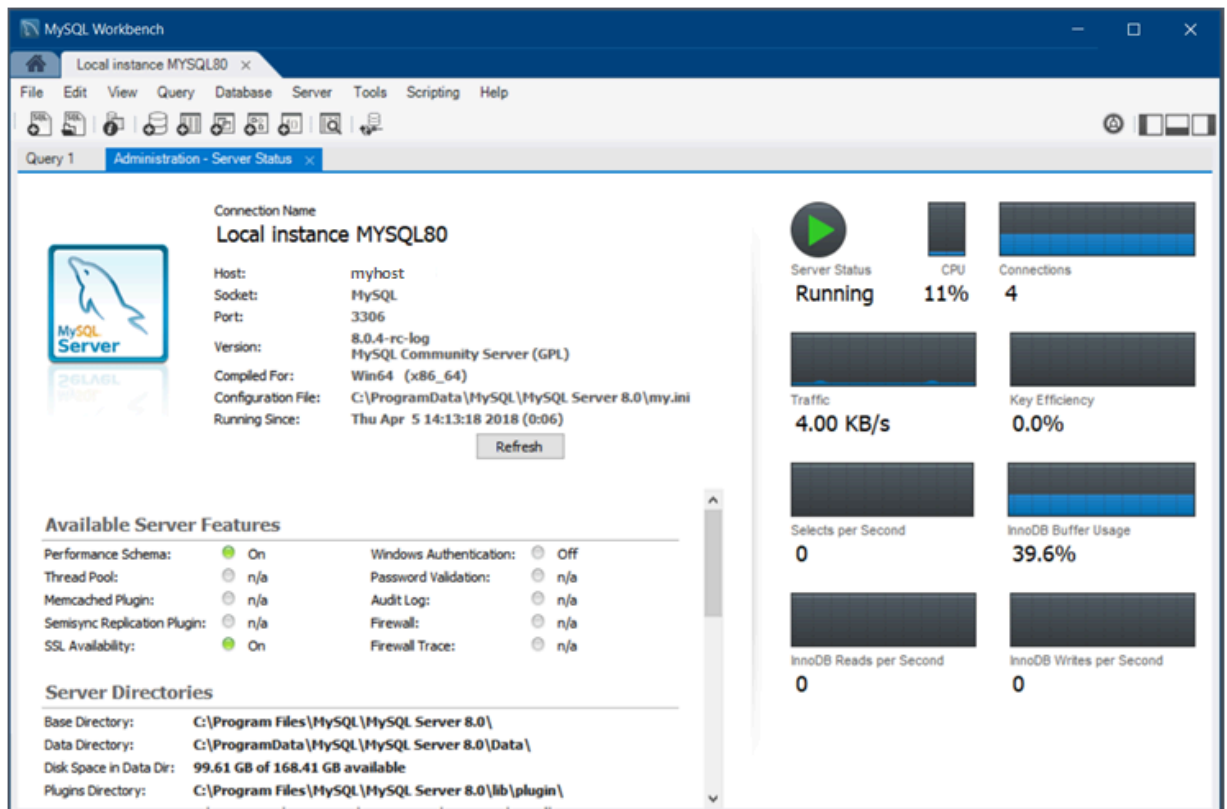 MySQL Workbench
Local instance MYSQL80 ×
File Edit View Query Database Server Tools Scripting Help
Query 1 Administration - Server Status ×
Connection Name
Local instance MYSQL80
Host: myhost
Socket: MySQL
Port: 3306
Version: 8.0.4-rc-log
MySQL Community Server (GPL)
Compiled For: Win64 (x86_64)
Configuration File: C:\ProgramData\MySQL\MySQL Server 8.0\my.ini
Running Since: Thu Apr 5 14:13:18 2018 (0:06)
Refresh
MySQL
Server
Available Server Features
Performance Schema: On Windows Authentication: Off
Thread Pool: n/a Password Validation: n/a
Memcached Plugin: n/a Audit Log: n/a
Semisync Replication Plugin: n/a Firewall: n/a
SSL Availability: On Firewall Trace: n/a
Server Directories
Base Directory: C:\Program Files\MySQL\MySQL Server 8.0\
Data Directory: C:\ProgramData\MySQL\MySQL Server 8.0\Data\
Disk Space in Data Dir: 99.61 GB of 168.41 GB available
Plugins Directory: C:\Program Files\MySQL\MySQL Server 8.0\lib\plugin\
Server Status CPU Connections
Running 11% 4
Traffic Key Efficiency
4.00 KB/s 0.0%
Selects per Second InnoDB Buffer Usage
0 39.6%
InnoDB Reads per Second InnoDB Writes per Second
0 0